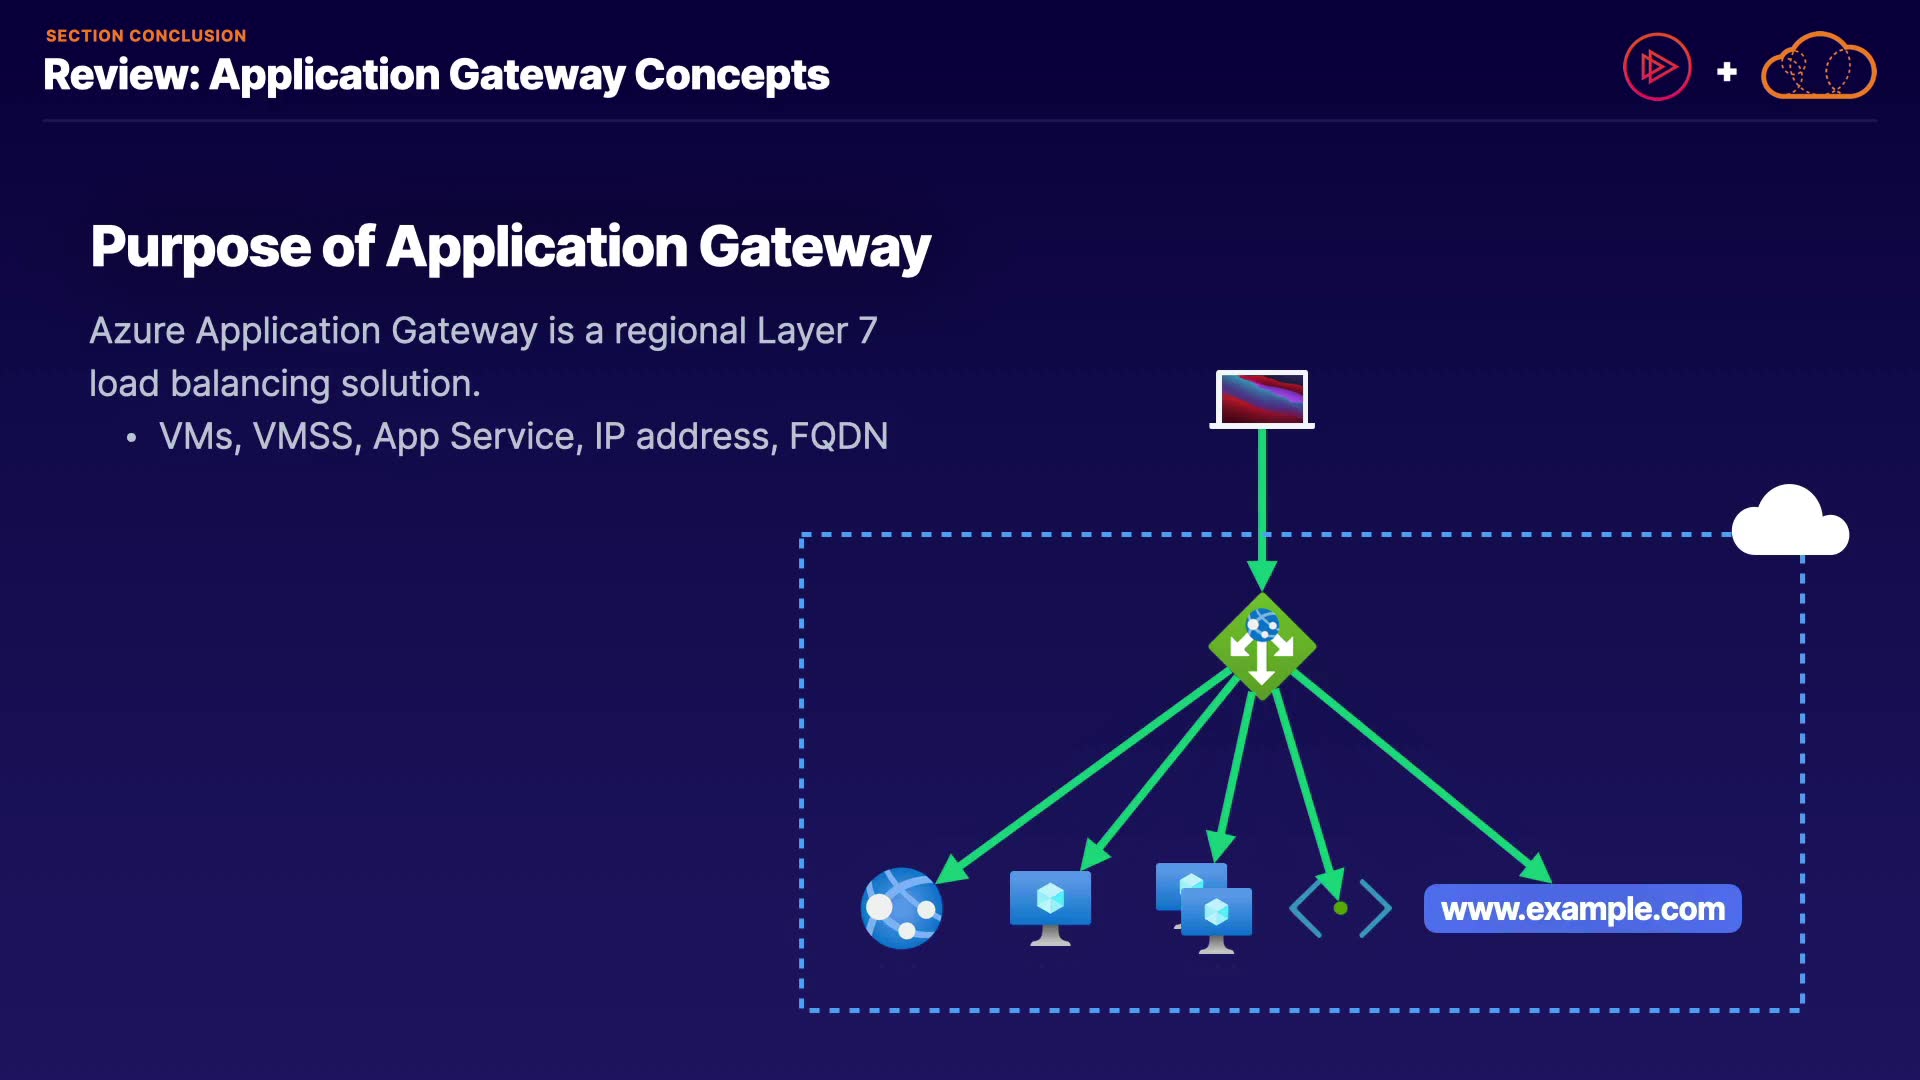 SECTION CONCLUSION
Review: Application Gateway Concepts
Purpose of Application Gateway
Azure Application Gateway is a regional Layer 7
load balancing solution.
• VMs, VMSS, App Service, IP address, FQDN
www.example.com